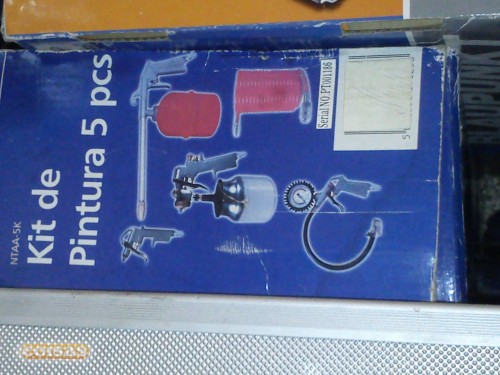 NTAA-5K
Kit de
Pintura 5 pcs
Serial NO.PT001186